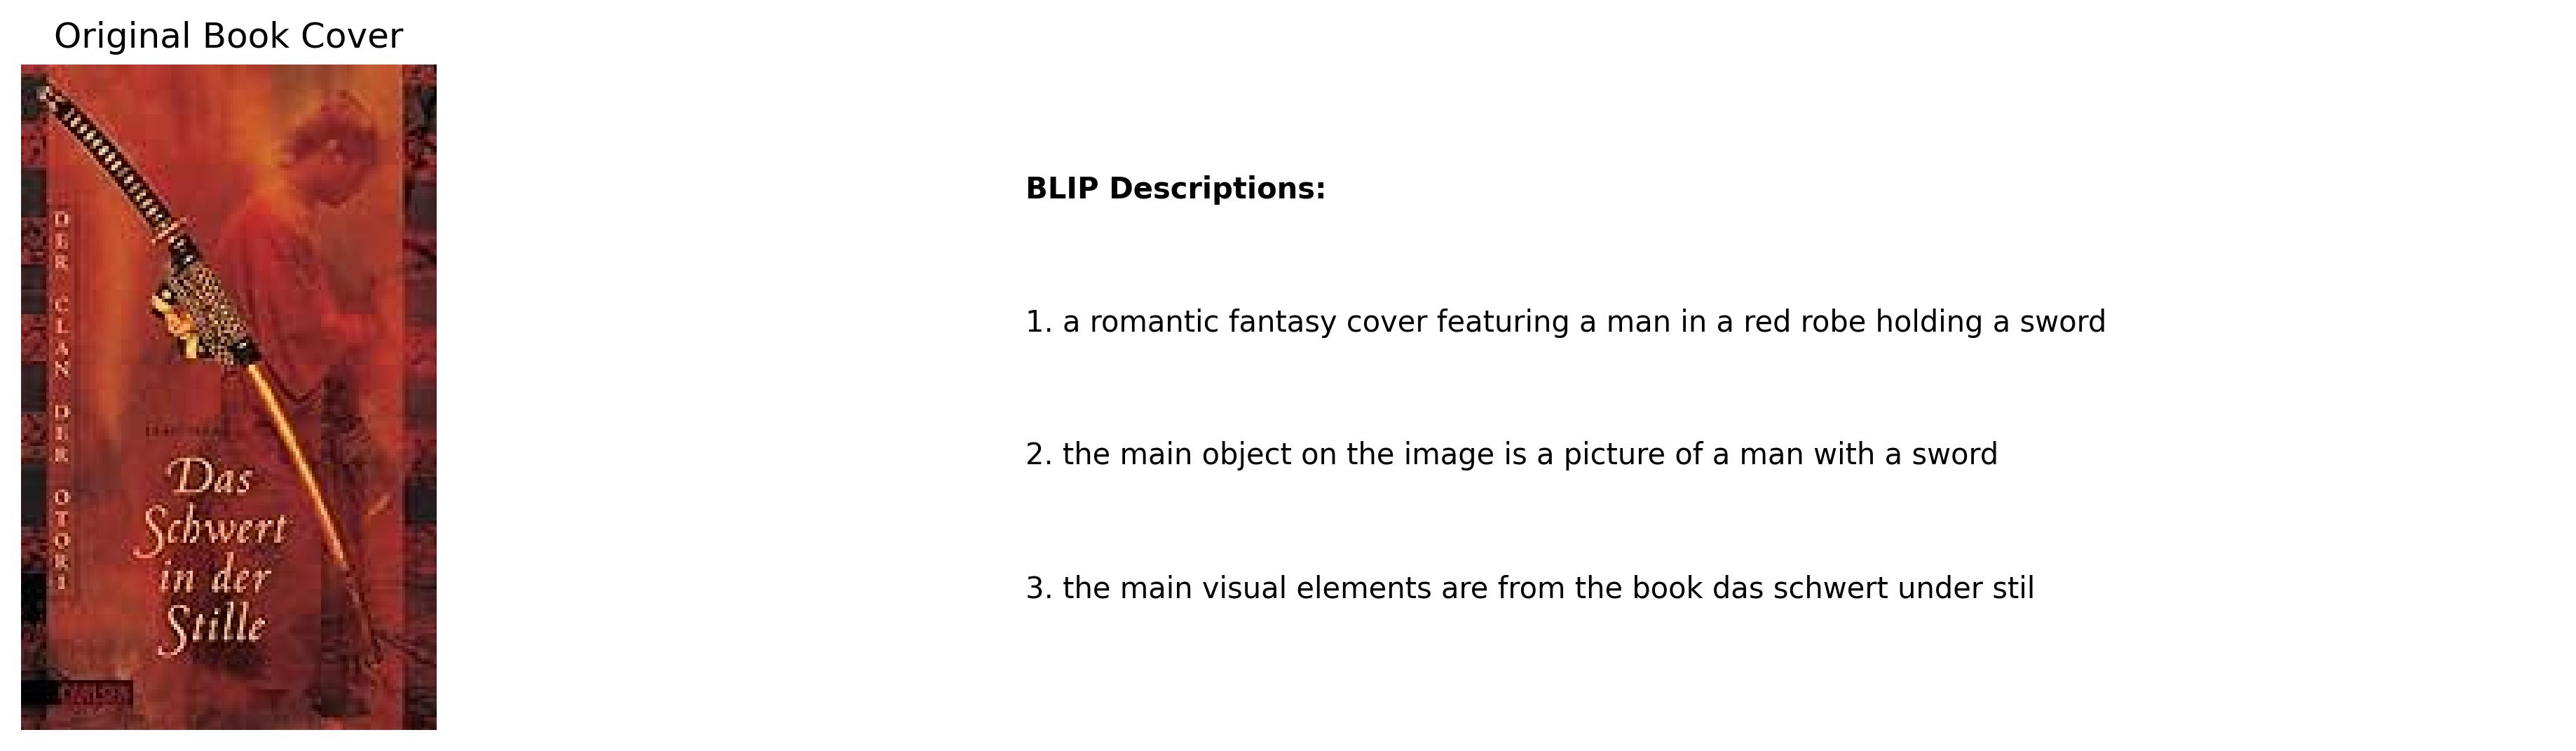 Original Book Cover
DER CLAN DER OTORI
Das
Schwert
in der
Stille
BLIP Descriptions:
1. a romantic fantasy cover featuring a man in a red robe holding a sword
2. the main object on the image is a picture of a man with a sword
3. the main visual elements are from the book das schwert under stil